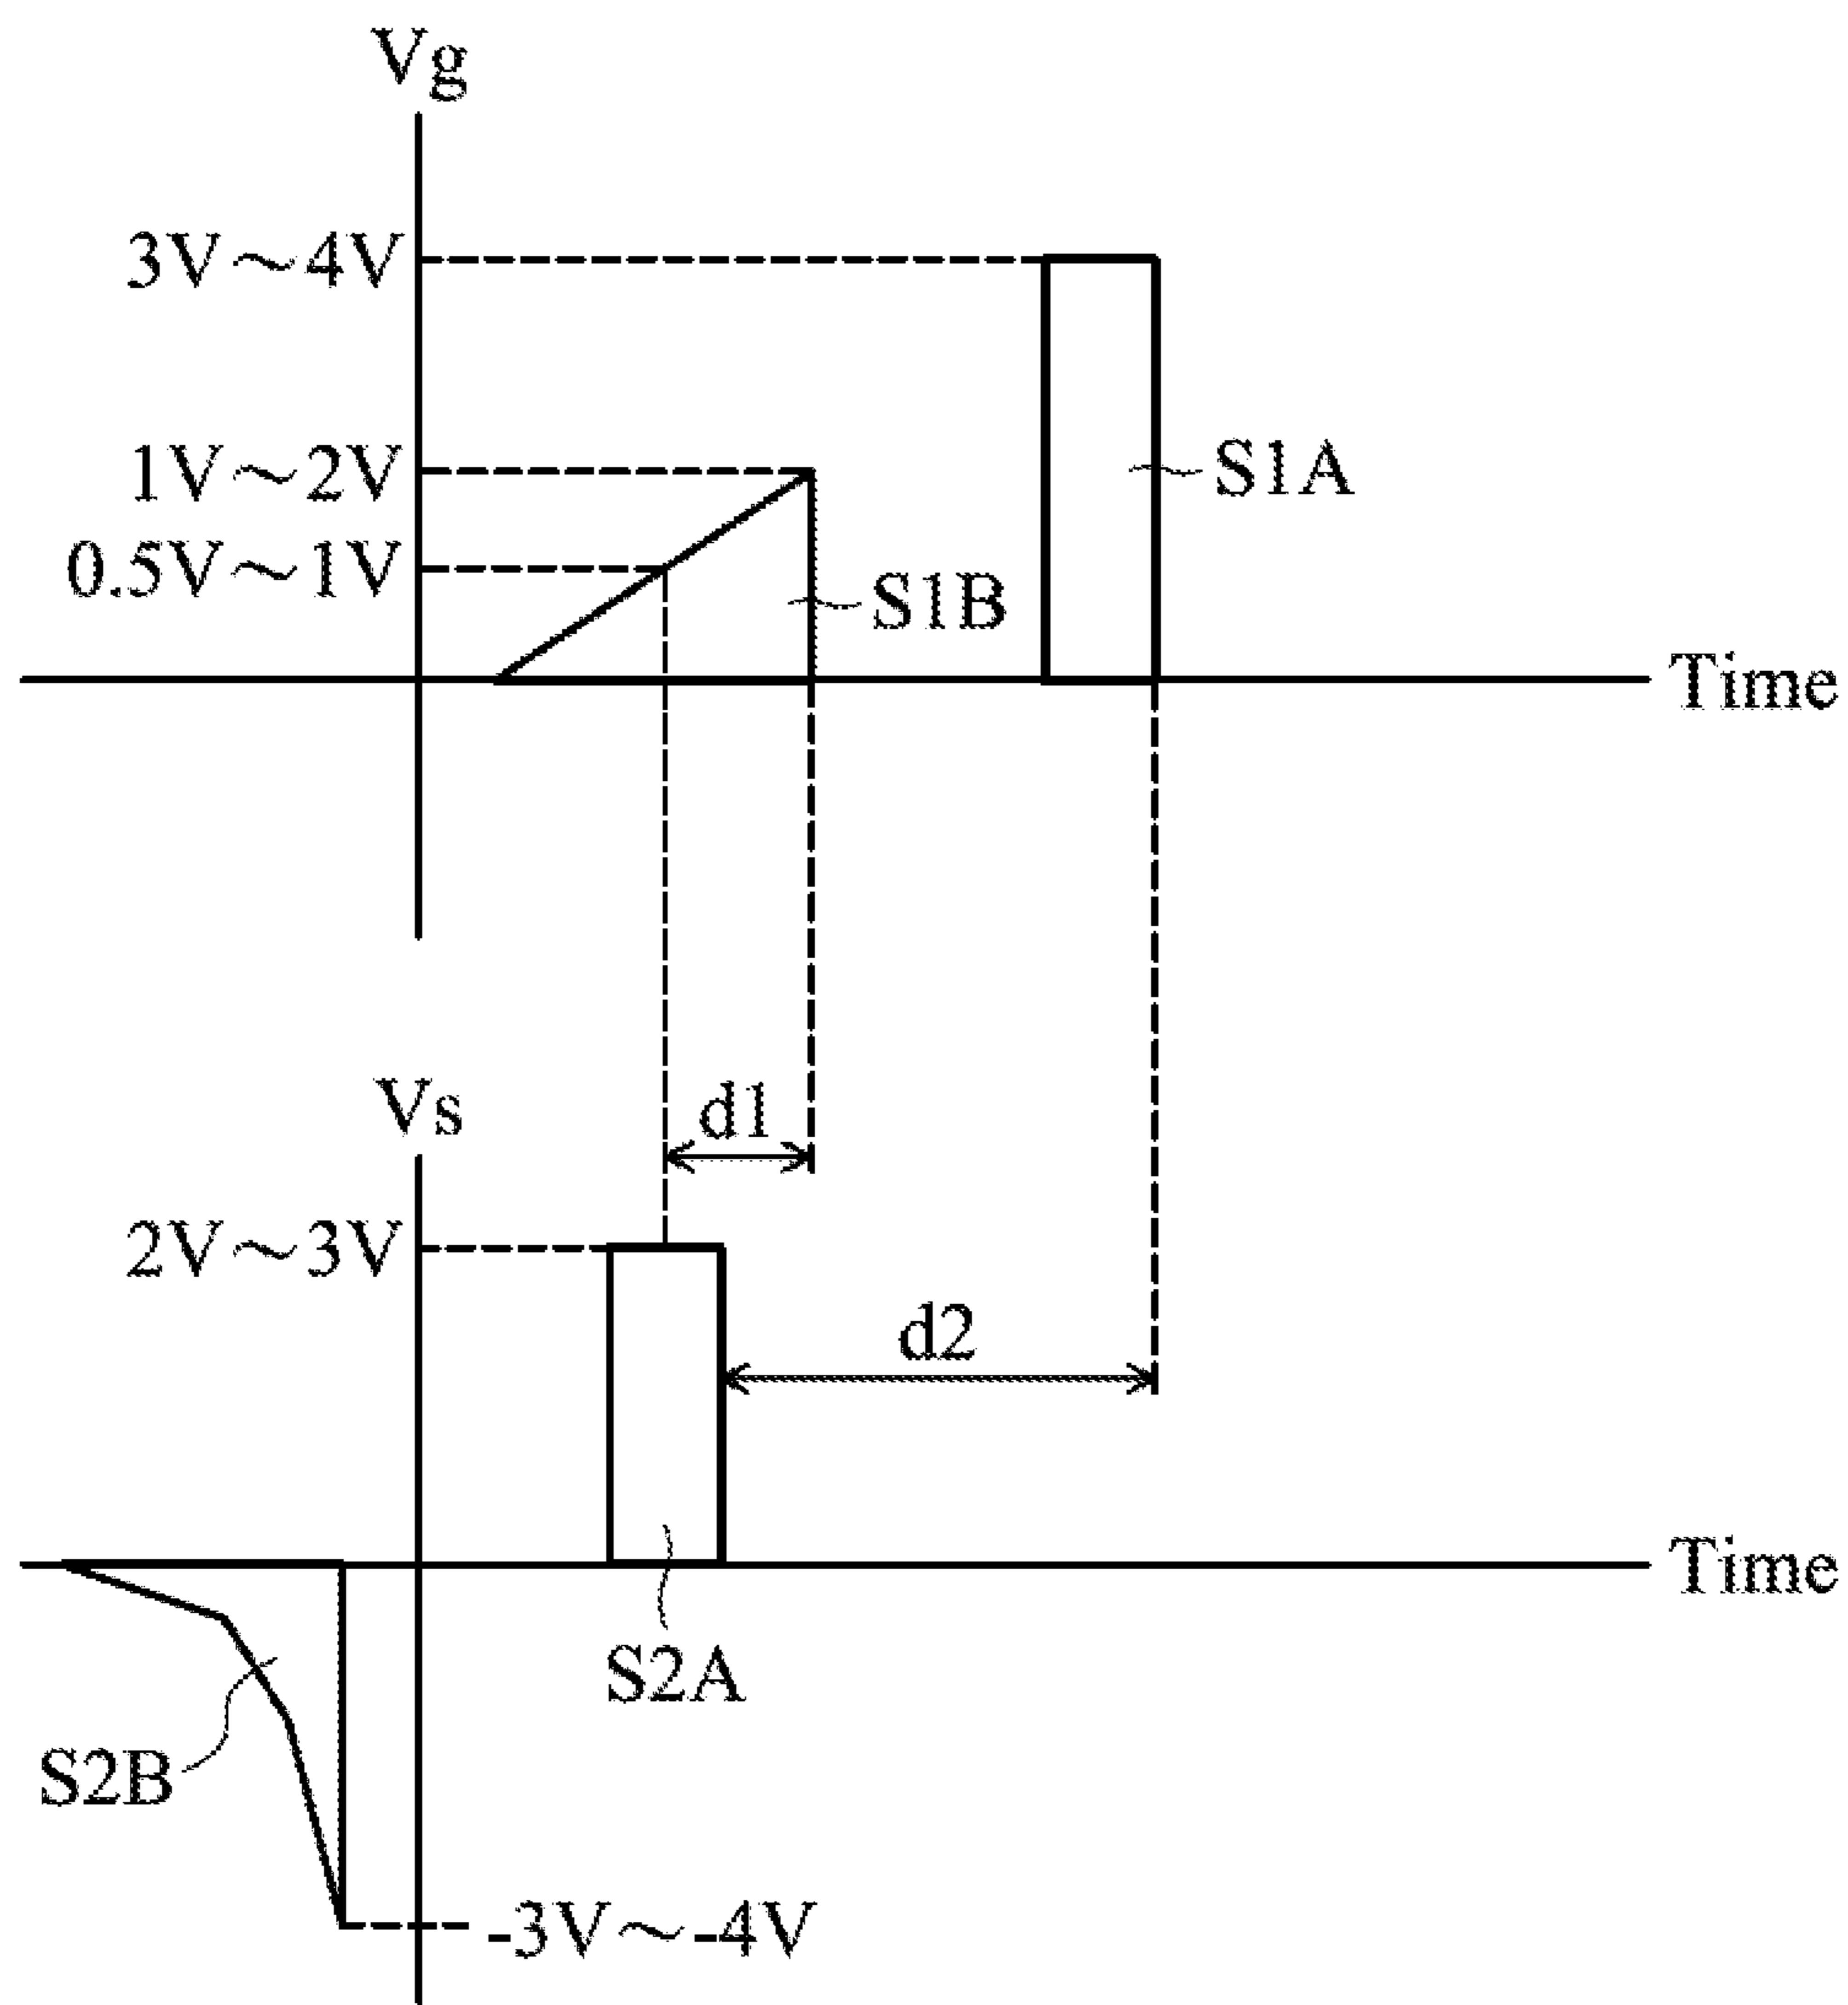 Vg
3V～4V
1V～2V
S1A
0.5V～1V
S1B
Time
Vs
d1
2V～3V
d2
Time
S2A
S2B
-3V～-4V